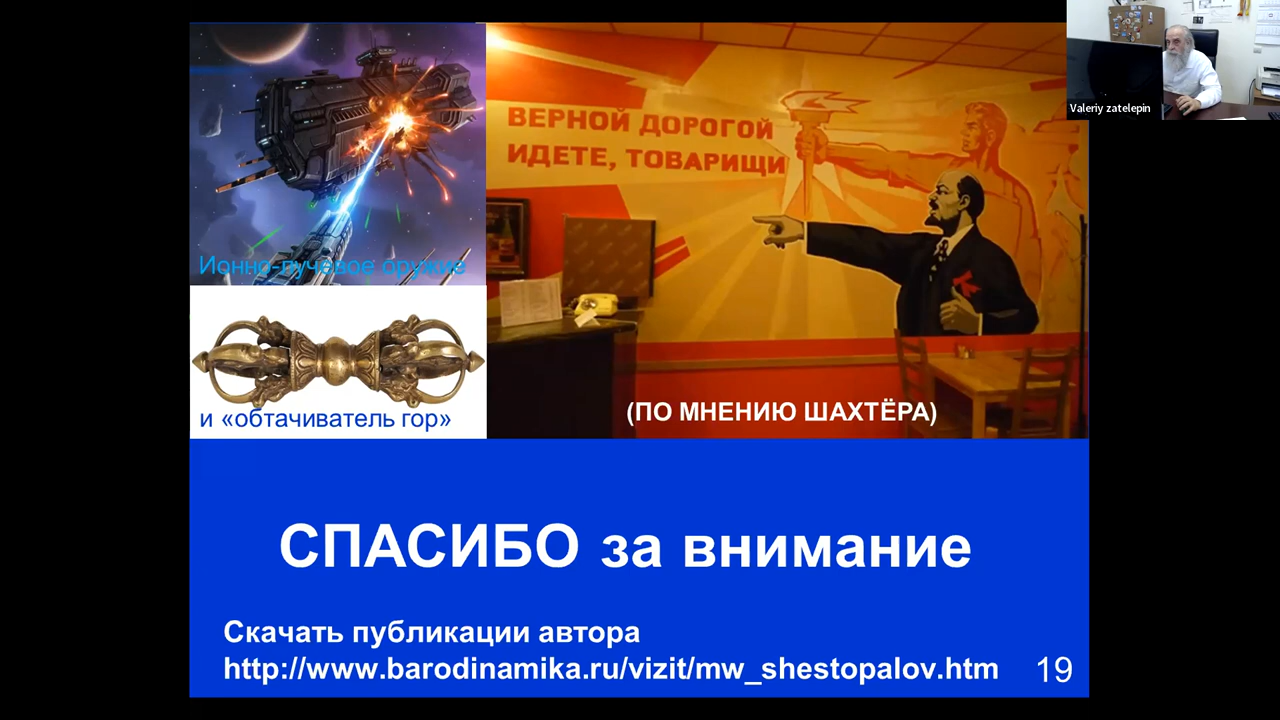 Valeriy zatelepin
ВЕРНОЙ ДОРОГОЙ
ИДЕТЕ, ТОВАРИЩИ
Ионно-пучевое оружие
и «обтачиватель гор»
(ПО МНЕНИЮ ШАХТЁРА)
СПАСИБО за внимание
Скачать публикации автора
http://www.barodinamika.ru/vizit/mw_shestopalov.htm
19